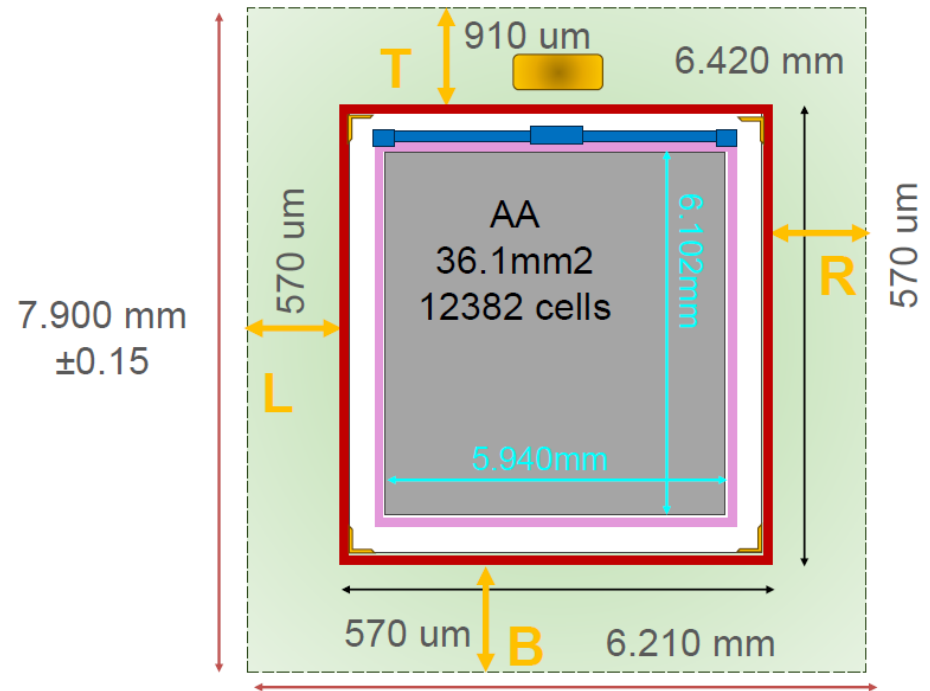 910 um
T
6.420 mm
570 um
AA
36.1mm2
12382 cells
6.102mm
570 um
R
7.900 mm
±0.15
L
5.940mm
570 um
B
6.210 mm